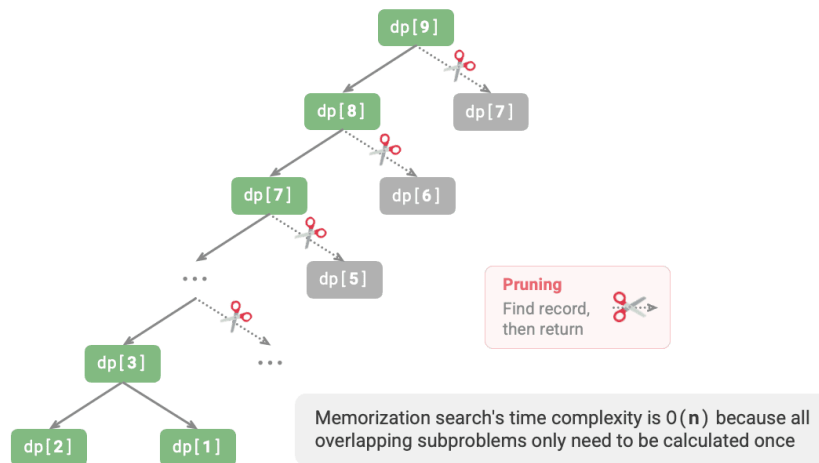 dp[9]
dp[8]
dp[7]
dp[7]
dp[6]
...
dp[5]
Pruning
Find record,
then return
dp[3]
...
dp[2]
dp[1]
Memorization search's time complexity is O(n) because all
overlapping subproblems only need to be calculated once